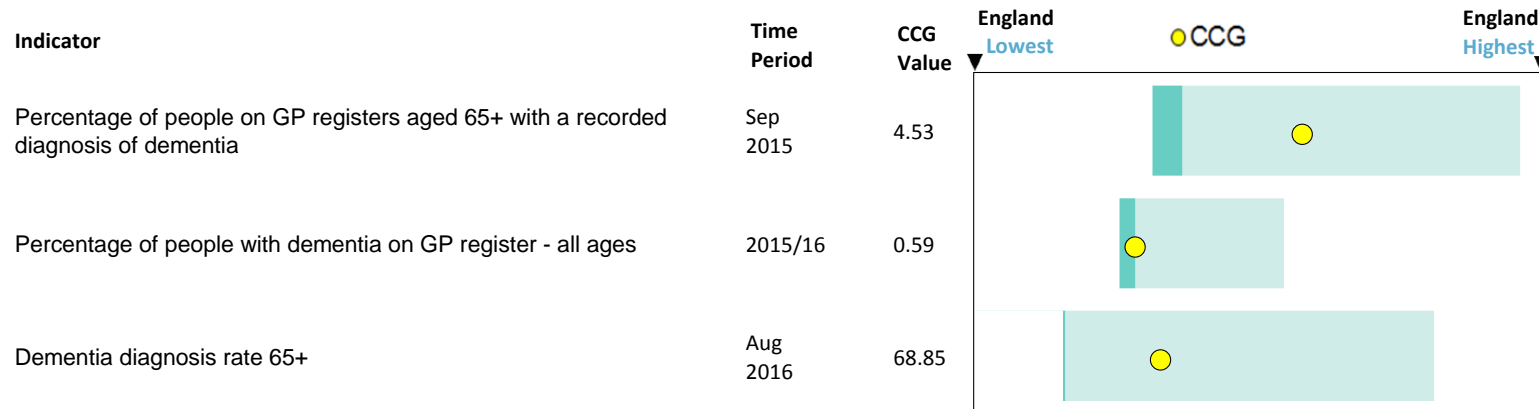 Indicator
Time
Period
CCG
Value
England
Lowest
CCG
England
Highest
Percentage of people on GP registers aged 65+ with a recorded
diagnosis of dementia
Sep
2015
4.53
Percentage of people with dementia on GP register - all ages
2015/16
0.59
Dementia diagnosis rate 65+
Aug
2016
68.85